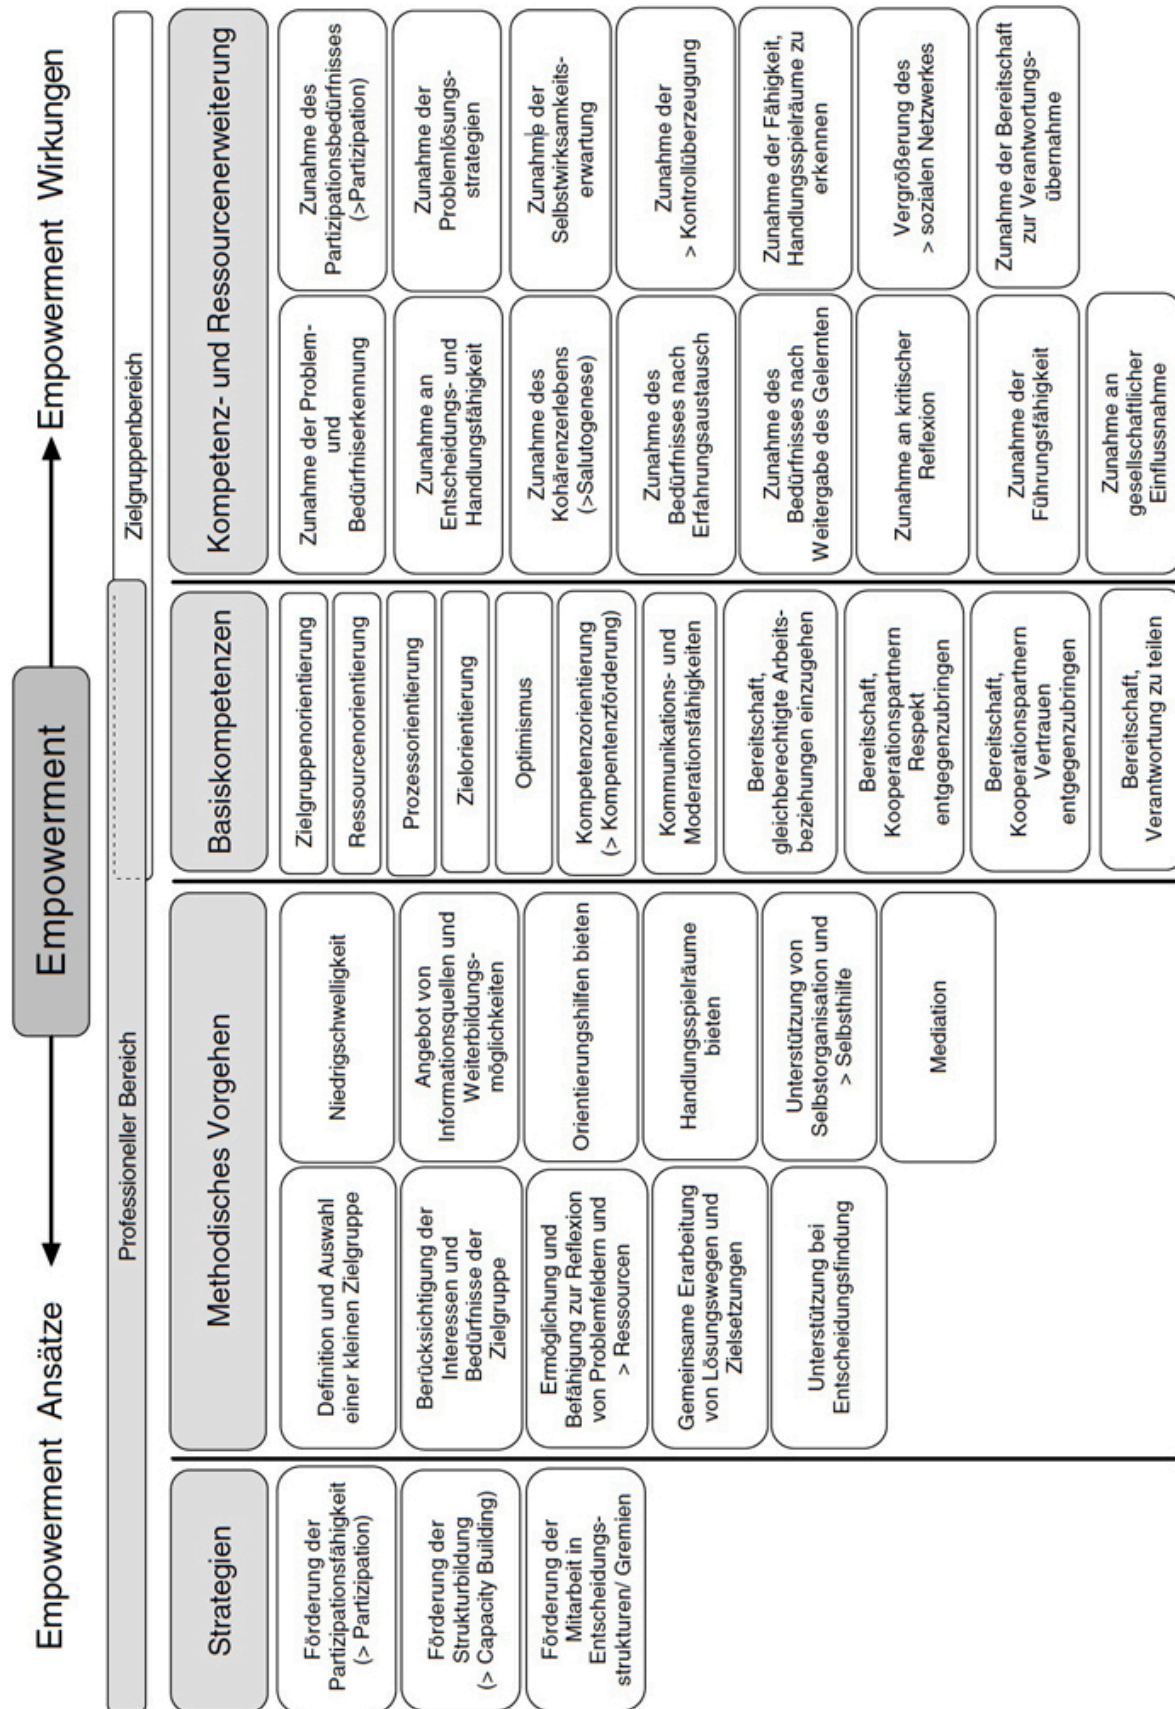 Empowerment
Empowerment Ansätze
Empowerment Wirkungen
Professioneller Bereich
Zielgruppenbereich
Strategien
Förderung der
Partizipationsfähigkeit
(> Partizipation)
Förderung der
Strukturbildung
(> Capacity Building)
Förderung der
Mitarbeit in
Entscheidungs-
strukturen/ Gremien
Methodisches Vorgehen
Definition und Auswahl
einer kleinen Zielgruppe
Berücksichtigung der
Interessen und
Bedürfnisse der
Zielgruppe
Ermöglichung und
Befähigung zur Reflexion
von Problemfeldern und
> Ressourcen
Gemeinsame Erarbeitung
von Lösungswegen und
Zielsetzungen
Unterstützung bei
Entscheidungsfindung
Niedrigschwelligkeit
Angebot von
Informationsquellen und
Weiterbildungs-
möglichkeiten
Orientierungshilfen bieten
Handlungsspielräume
bieten
Unterstützung von
Selbstorganisation und
> Selbsthilfe
Mediation
Basiskompetenzen
Zielgruppenorientierung
Ressourcenorientierung
Prozessorientierung
Zielorientierung
Optimismus
Kompetenzorientierung
(> Kompentenzförderung)
Kommunikations- und
Moderationsfähigkeiten
Bereitschaft,
gleichberechtigte Arbeits-
beziehungen einzugehen
Bereitschaft,
Kooperationspartnern
Respekt
entgegenzubringen
Bereitschaft,
Kooperationspartnern
Vertrauen
entgegenzubringen
Bereitschaft,
Verantwortung zu teilen
Kompetenz- und Ressourcenerweiterung
Zunahme der Problem-
und
Bedürfniserkennung
Zunahme an
Entscheidungs- und
Handlungsfähigkeit
Zunahme des
Kohärenzerlebens
(>Salutogenese)
Zunahme des
Bedürfnisses nach
Erfahrungsaustausch
Zunahme des
Bedürfnisses nach
Weitergabe des Gelernten
Zunahme an kritischer
Reflexion
Zunahme der
Führungsfähigkeit
Zunahme an
gesellschaftlicher
Einflussnahme
Zunahme des
Partizipationsbedürfnisses
(>Partizipation)
Zunahme der
Problemlösungs-
strategien
Zunahme der
Selbstwirksamkeits-
erwartung
Zunahme der
> Kontrollüberzeugung
Zunahme der Fähigkeit,
Handlungsspielräume zu
erkennen
Vergrößerung des
> sozialen Netzwerkes
Zunahme der Bereitschaft
zur Verantwortungs-
übernahme